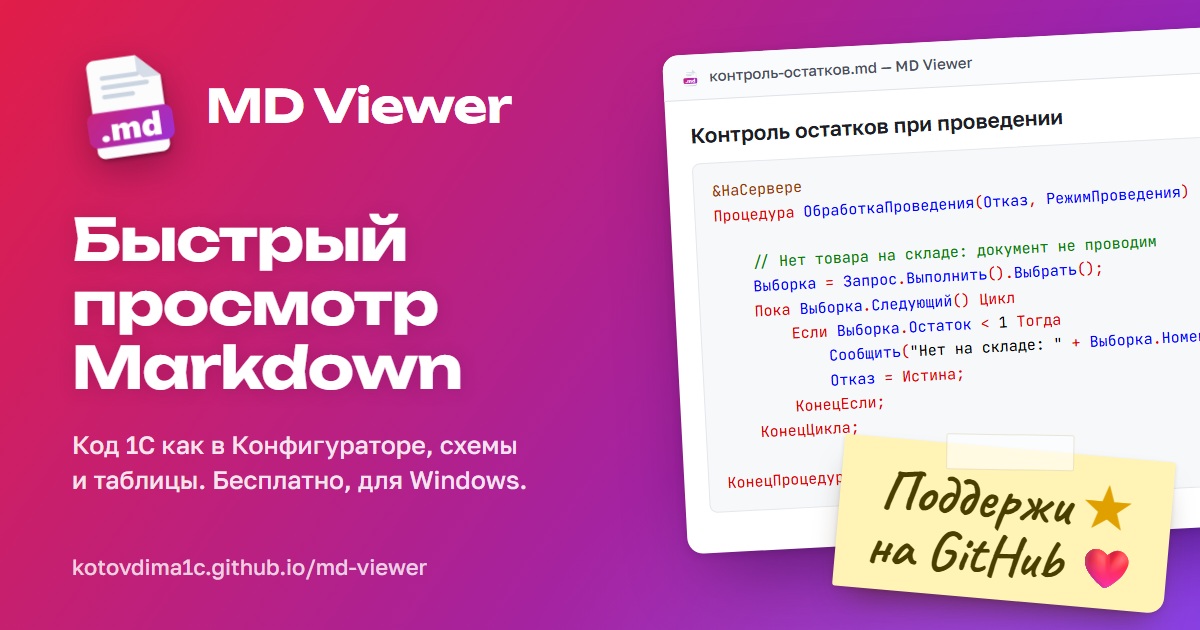 .md
MD Viewer
Быстрый
просмотр
Markdown
Код 1С как в Конфигураторе, схемы
и таблицы. Бесплатно, для Windows.
kotovdima1c.github.io/md-viewer
.md
контроль-остатков.md — MD Viewer
Контроль остатков при проведении
&НаСервере
Процедура ОбработкаПроведения(Отказ, РежимПроведения)
// Нет товара на складе: документ не проводим
Выборка = Запрос.Выполнить().Выбрать();
Пока Выборка.Следующий() Цикл
Если Выборка.Остаток < 1 Тогда
Сообщить("Нет на складе: " + Выборка.Номе
Отказ = Истина;
КонецЕсли;
КонецЦикла;
КонецПроцедур
Поддержи ⭐
на GitHub ❤️